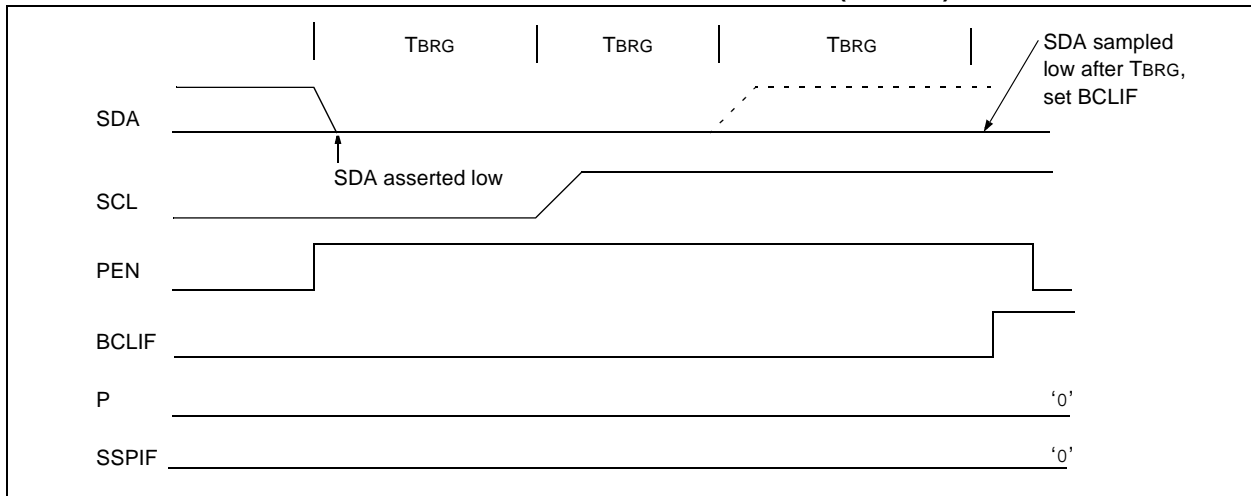 TBRG TBRG TBRG
SDA sampled
low after TBRG,
set BCLIF
SDA
SDA asserted low
SCL
PEN
BCLIF
P
‘0’
SSPIF
‘0’